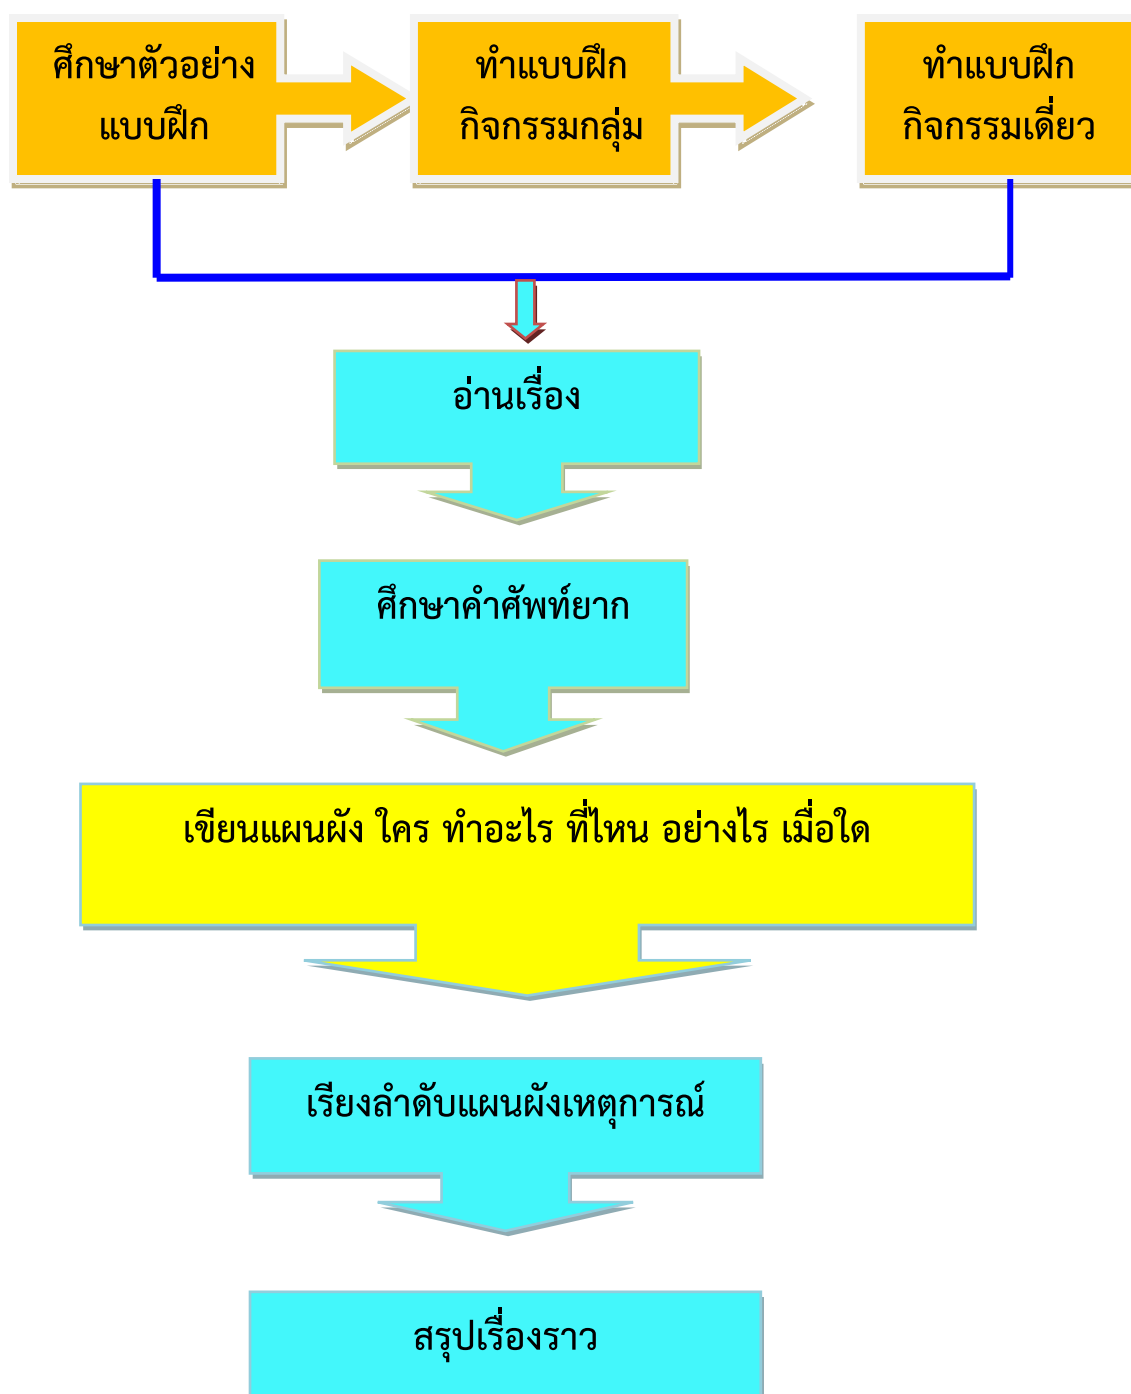 ศึกษาตัวอย่าง
แบบฝึก
ทำแบบฝึก
กิจกรรมกลุ่ม
ทำแบบฝึก
กิจกรรมเดี่ยว
อ่านเรื่อง
ศึกษาคำศัพท์ยาก
เขียนแผนผัง ใคร ทำอะไร ที่ไหน อย่างไร เมื่อใด
เรียงลำดับแผนผังเหตุการณ์
สรุปเรื่องราว